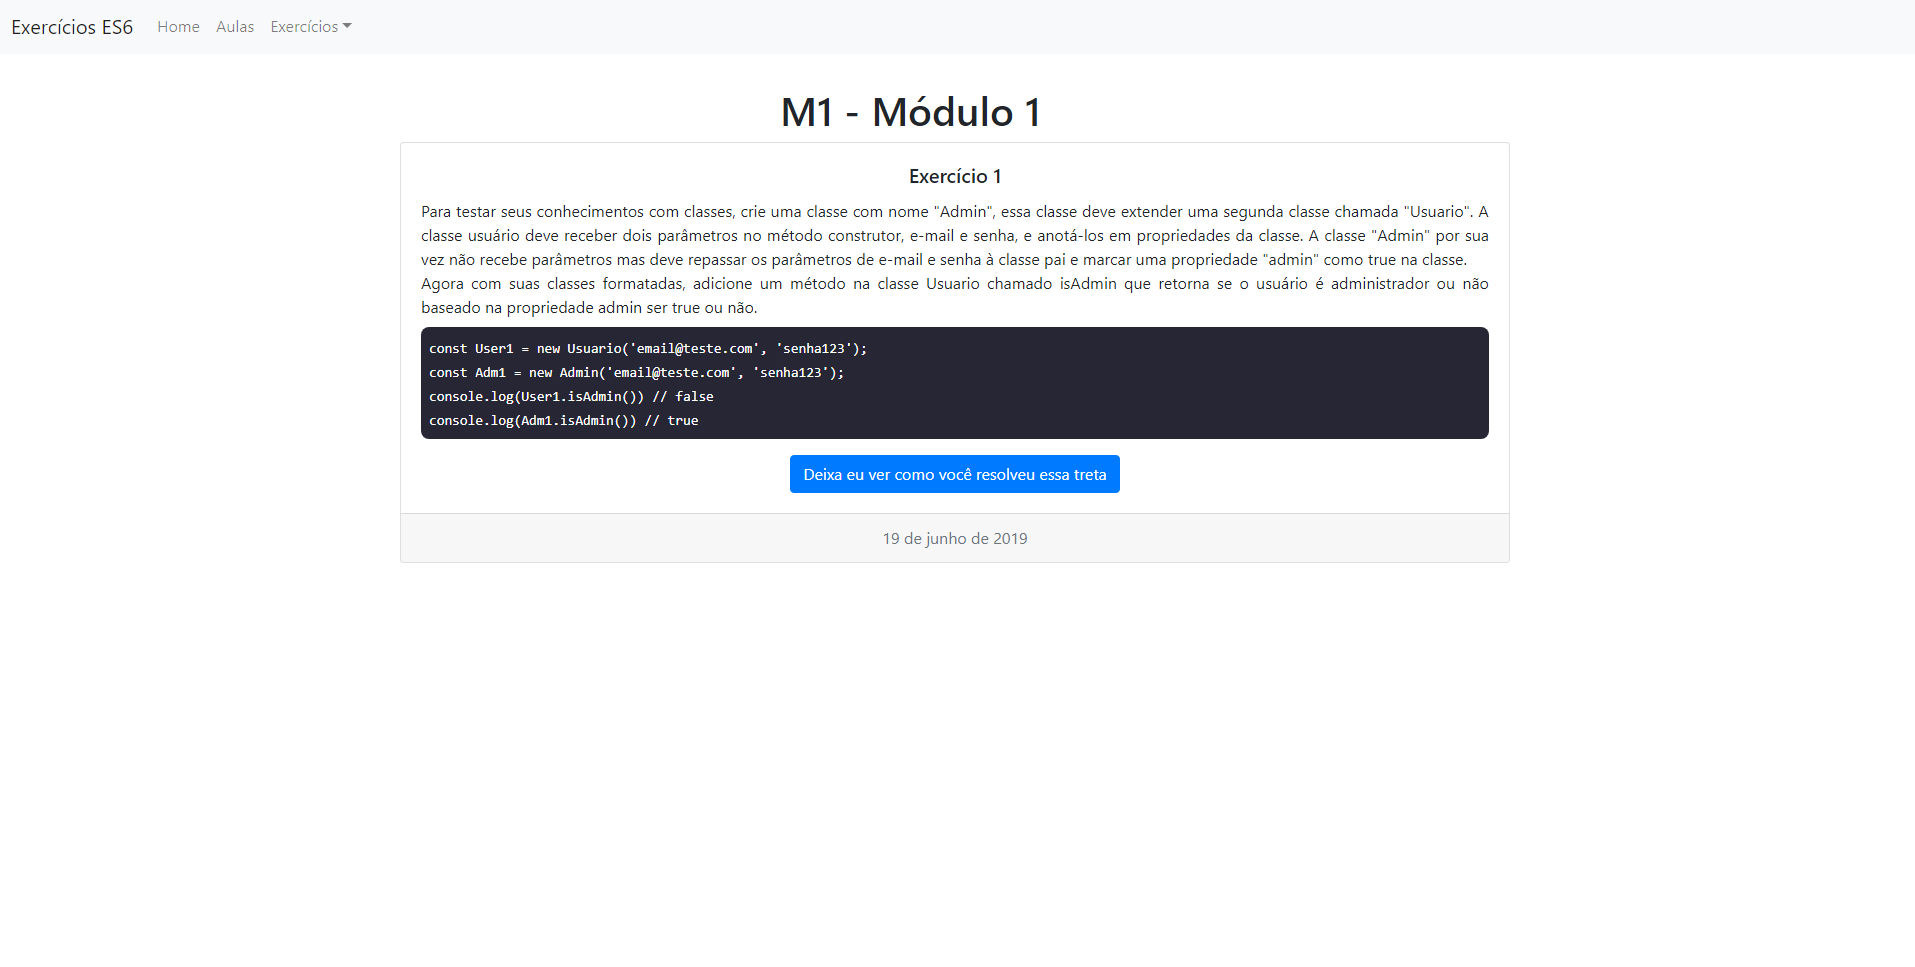 Exercícios ES6 Home Aulas Exercícios
M1 - Módulo 1
Exercício 1
Para testar seus conhecimentos com classes, crie uma classe com nome "Admin", essa classe deve extender uma segunda classe chamada "Usuario". A
classe usuário deve receber dois parâmetros no método construtor, e-mail e senha, e anotá-los em propriedades da classe. A classe "Admin" por sua
vez não recebe parâmetros mas deve repassar os parâmetros de e-mail e senha à classe pai e marcar uma propriedade "admin" como true na classe.
Agora com suas classes formatadas, adicione um método na classe Usuario chamado isAdmin que retorna se o usuário é administrador ou não
baseado na propriedade admin ser true ou não.
const User1 = new Usuario('email@teste.com', 'senha123');
const Adm1 = new Admin('email@teste.com', 'senha123');
console.log(User1.isAdmin()) // false
console.log(Adm1.isAdmin()) // true
Deixa eu ver como você resolveu essa treta
19 de junho de 2019